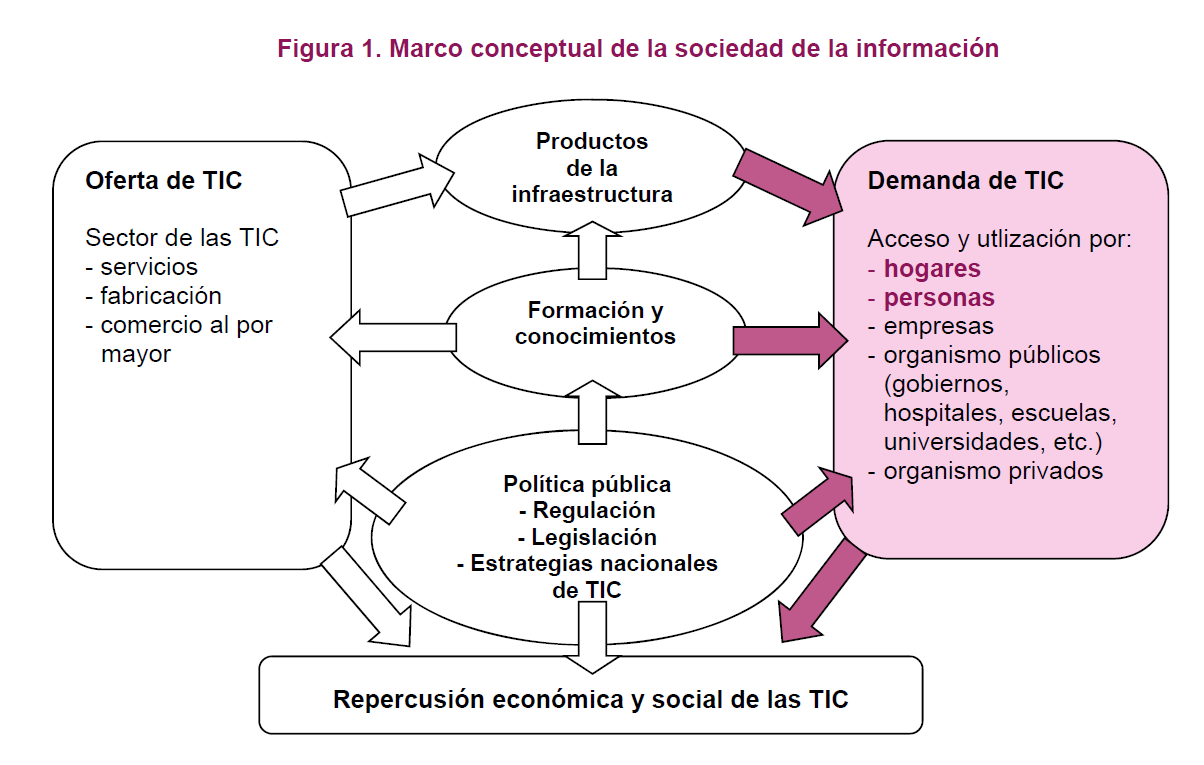 Figura 1. Marco conceptual de la sociedad de la información
Oferta de TIC
Sector de las TIC
- servicios
- fabricación
- comercio al por
mayor
Productos
de la
infraestructura
Formación y
conocimientos
Política pública
- Regulación
- Legislación
- Estrategias nacionales
de TIC
Demanda de TIC
Acceso y utlización por:
- hogares
- personas
- empresas
- organismo públicos
(gobiernos,
hospitales, escuelas,
universidades, etc.)
- organismo privados
Repercusión económica y social de las TIC